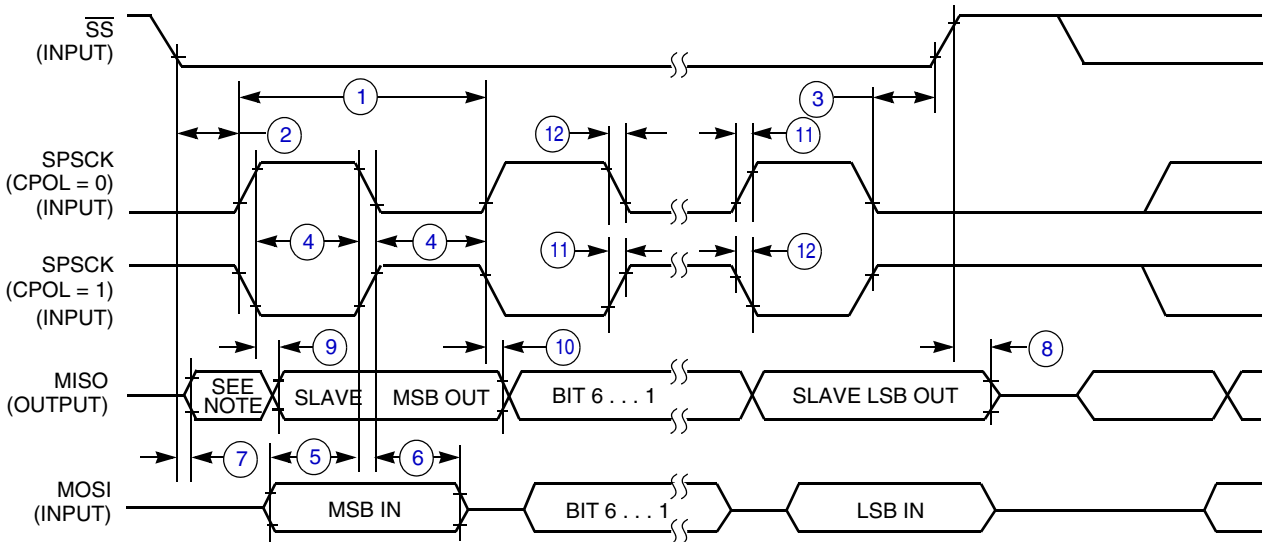 SS
(INPUT)
1
3
2
12
11
SPSCK
(CPOL = 0)
(INPUT)
4
4
SPSCK
(CPOL = 1)
(INPUT)
11
12
9
10
8
MISO
(OUTPUT)
SEE
NOTE
SLAVE
MSB OUT
BIT 6 . . . 1
SLAVE LSB OUT
7
5
6
MOSI
(INPUT)
MSB IN
BIT 6 . . . 1
LSB IN